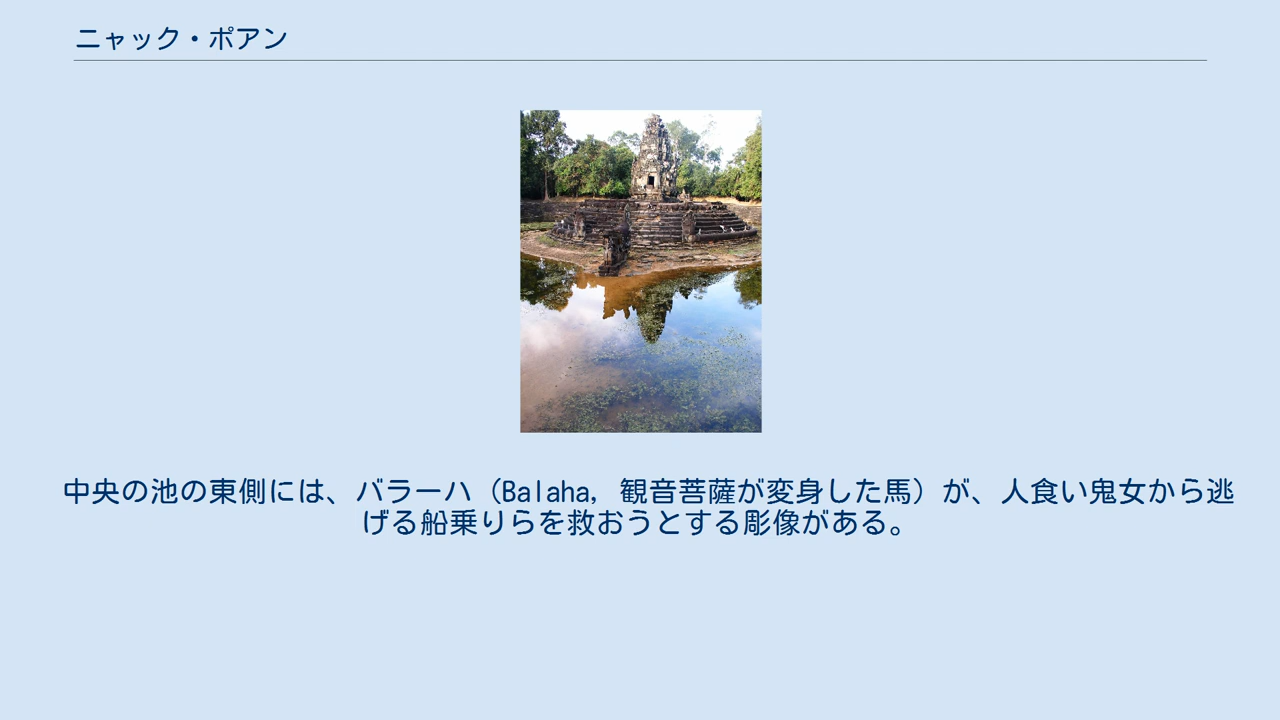 ニャック・ポアン
中央の池の東側には、バラーハ（Balaha, 観音菩薩が変身した馬）が、人食い鬼女から逃
げる船乗りらを救おうとする彫像がある。